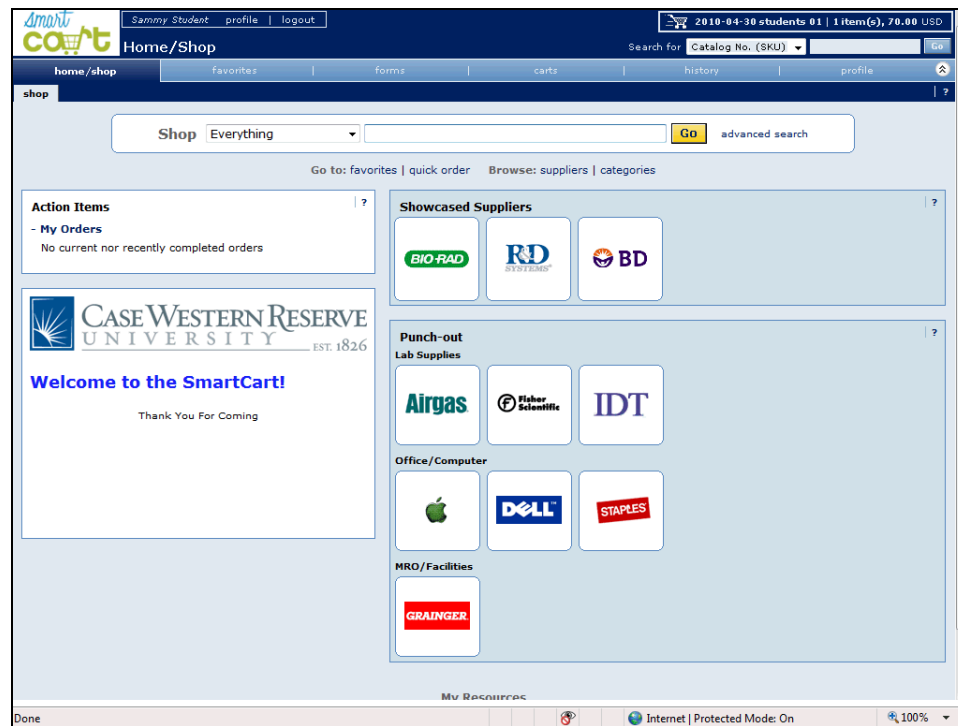 smart
cart
Sammy Student profile | logout
2010-04-30 students 01 | 1 item(s), 70.00 USD
Home/Shop
Search for Catalog No. (SKU) Go
home/shop favorites | forms | carts | history | profile
shop | ?
Shop Everything Go advanced search
Go to: favorites | quick order Browse: suppliers | categories
Action Items | ?
- My Orders
No current nor recently completed orders
CASE WESTERN RESERVE
UNIVERSITY EST. 1826
Welcome to the SmartCart!
Thank You For Coming
Showcased Suppliers | ?
BIO-RAD
R&D
SYSTEMS
BD
Punch-out | ?
Lab Supplies
Airgas
Fisher
Scientific
IDT
Office/Computer
DELL™
STAPLES
MRO/Facilities
GRAINGER
My Resources
Done Internet | Protected Mode: On 100%